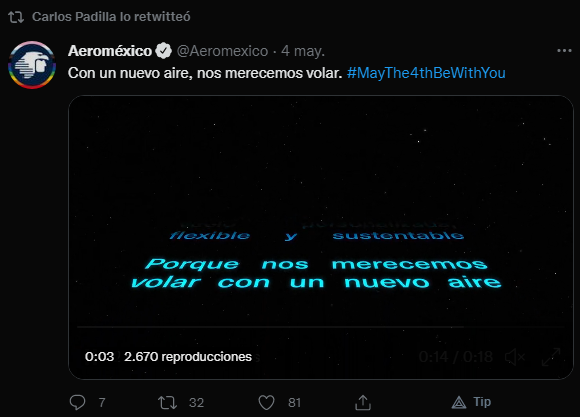 Carlos Padilla lo retwitteó
Aeroméxico @Aeromexico · 4 may.
Con un nuevo aire, nos merecemos volar. #MayThe4thBeWithYou
flexible y sustentable
Porque nos merecemos
volar con un nuevo aire
0:03 2.670 reproducciones 0:14 / 0:18
7 32 81 Tip